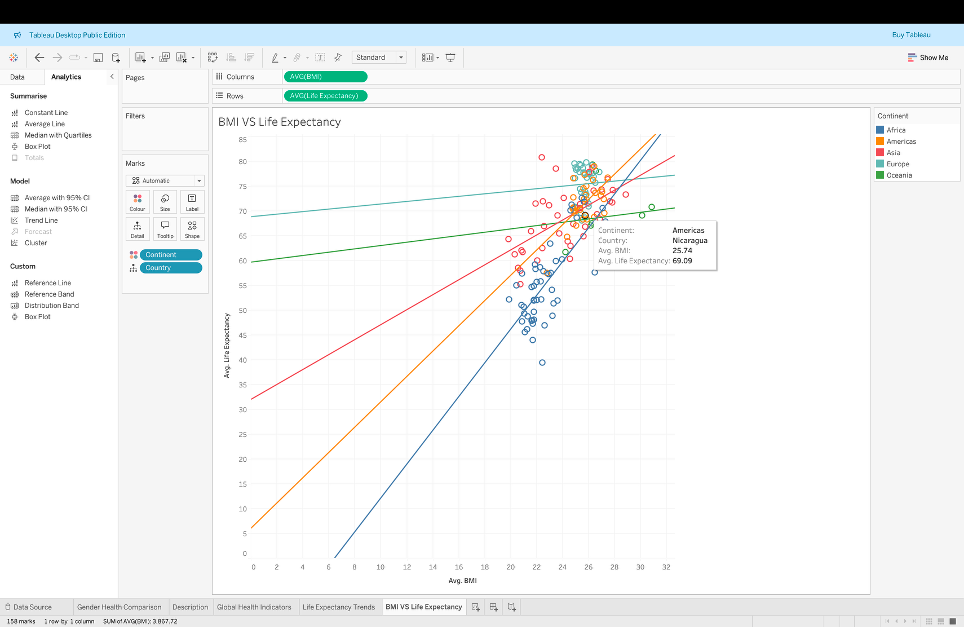 Tableau Desktop Public Edition
Buy Tableau
Standard
Show Me
Data
Analytics
Pages
Columns
AVG(BMI)
Rows
AVG(Life Expectancy)
Summarise
Constant Line
Average Line
Median with Quartiles
Box Plot
Totals
Model
Average with 95% CI
Median with 95% CI
Trend Line
Forecast
Cluster
Custom
Reference Line
Reference Band
Distribution Band
Box Plot
Filters
Marks
Automatic
Colour
Size
Label
Detail
Tooltip
Shape
Continent
Country
BMI VS Life Expectancy
85
80
75
70
65
60
55
50
45
40
35
30
25
20
15
10
5
0
Avg. Life Expectancy
0 2 4 6 8 10 12 14 16 18 20 22 24 26 28 30 32
Avg. BMI
Continent: Americas
Country: Nicaragua
Avg. BMI: 25.74
Avg. Life Expectancy: 69.09
Continent
Africa
Americas
Asia
Europe
Oceania
Data Source
Gender Health Comparison
Description
Global Health Indicators
Life Expectancy Trends
BMI VS Life Expectancy
158 marks
1 row by 1 column
SUM of AVG(BMI): 3,867.72